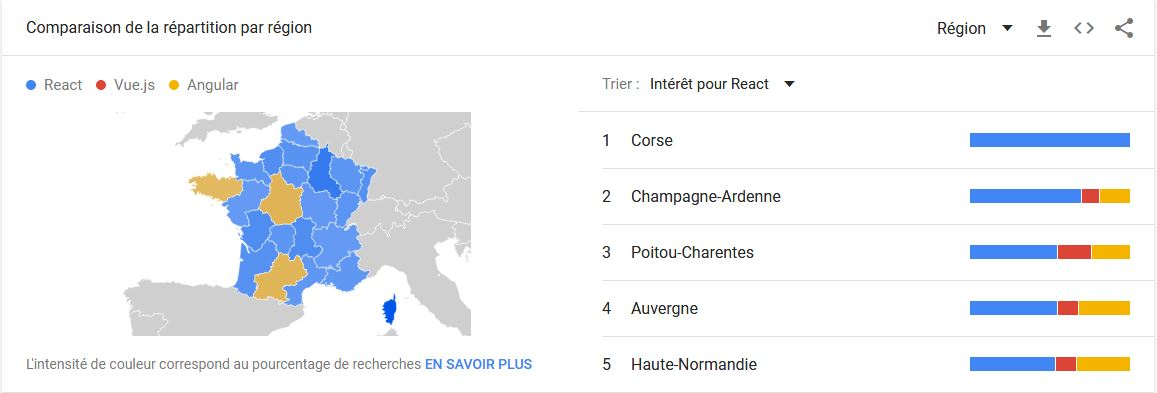 Comparaison de la répartition par région
Région
React Vue.js Angular
Trier : Intérêt pour React
1 Corse
2 Champagne-Ardenne
3 Poitou-Charentes
4 Auvergne
5 Haute-Normandie
L'intensité de couleur correspond au pourcentage de recherches EN SAVOIR PLUS